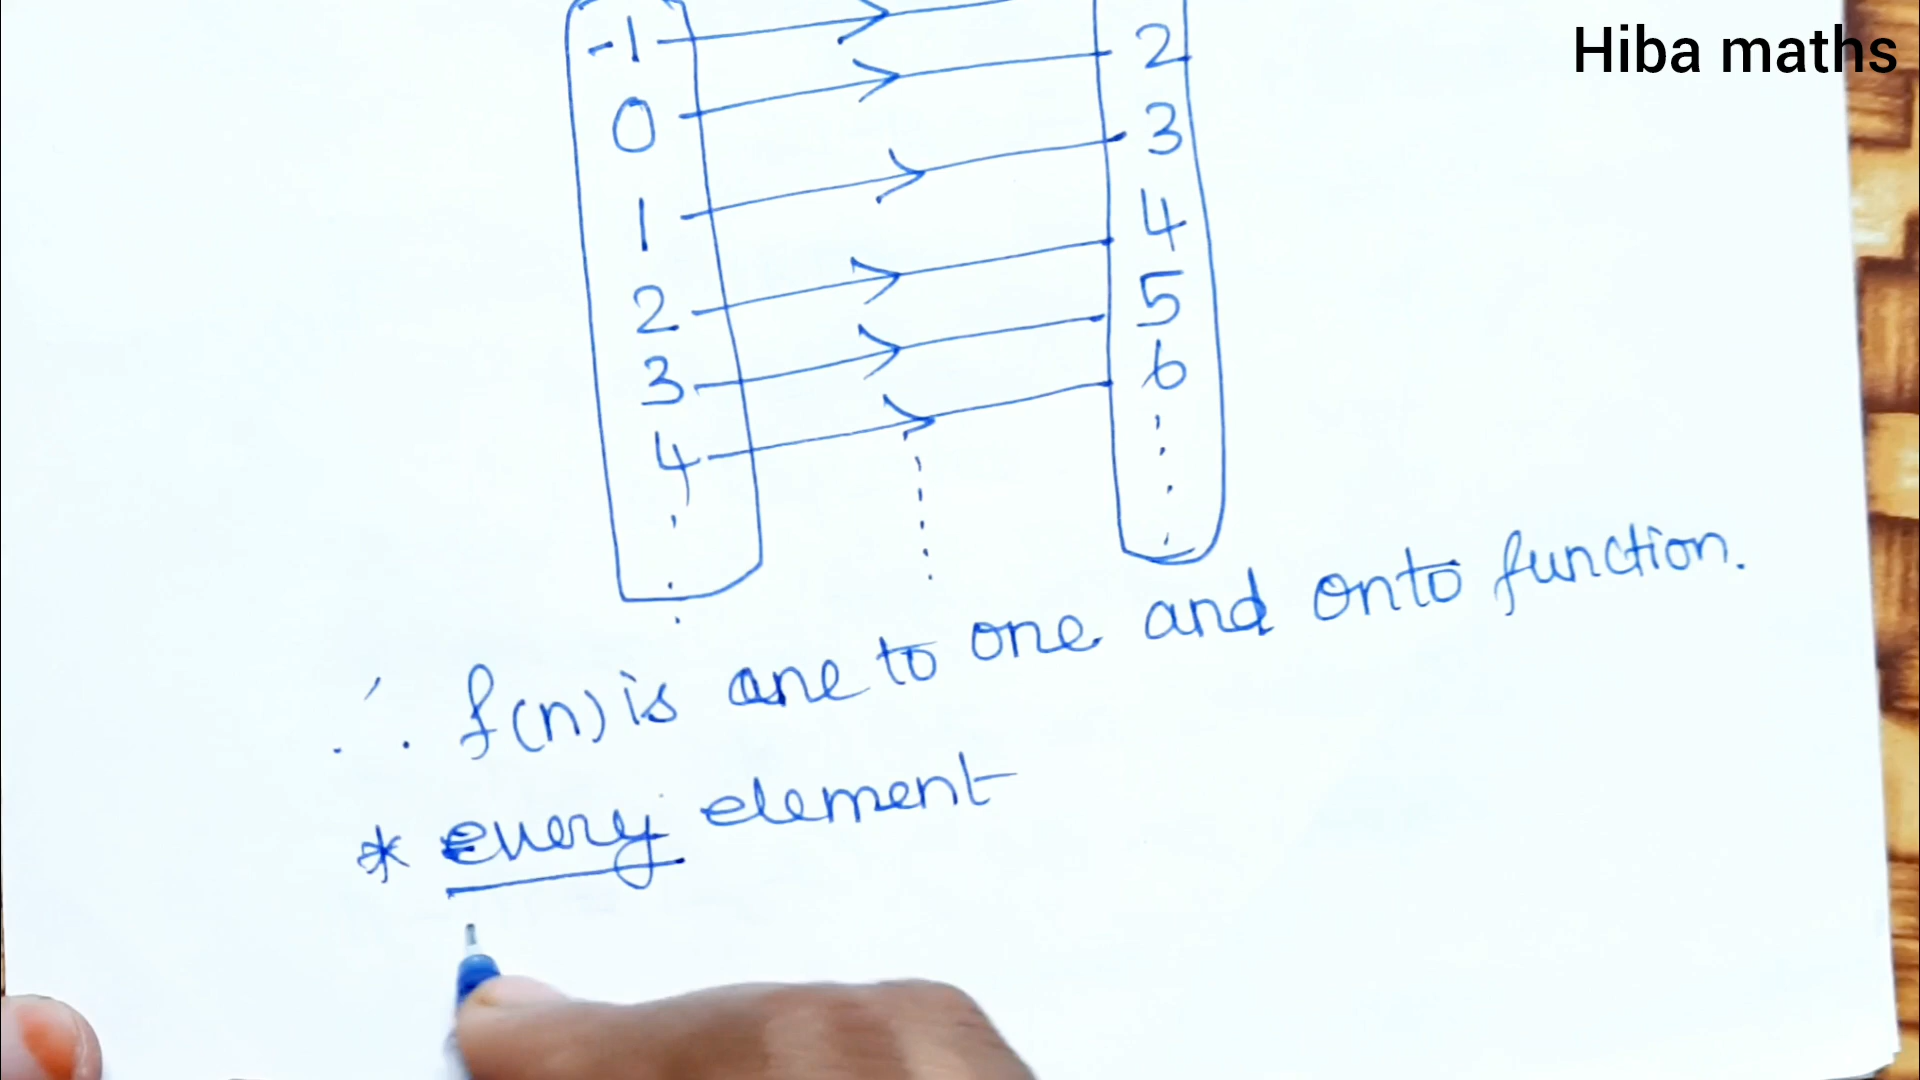 Hiba maths
-1 2
0 3
1 4
2 5
3 6
4
∴ f(n) is one to one and onto function.
* every element